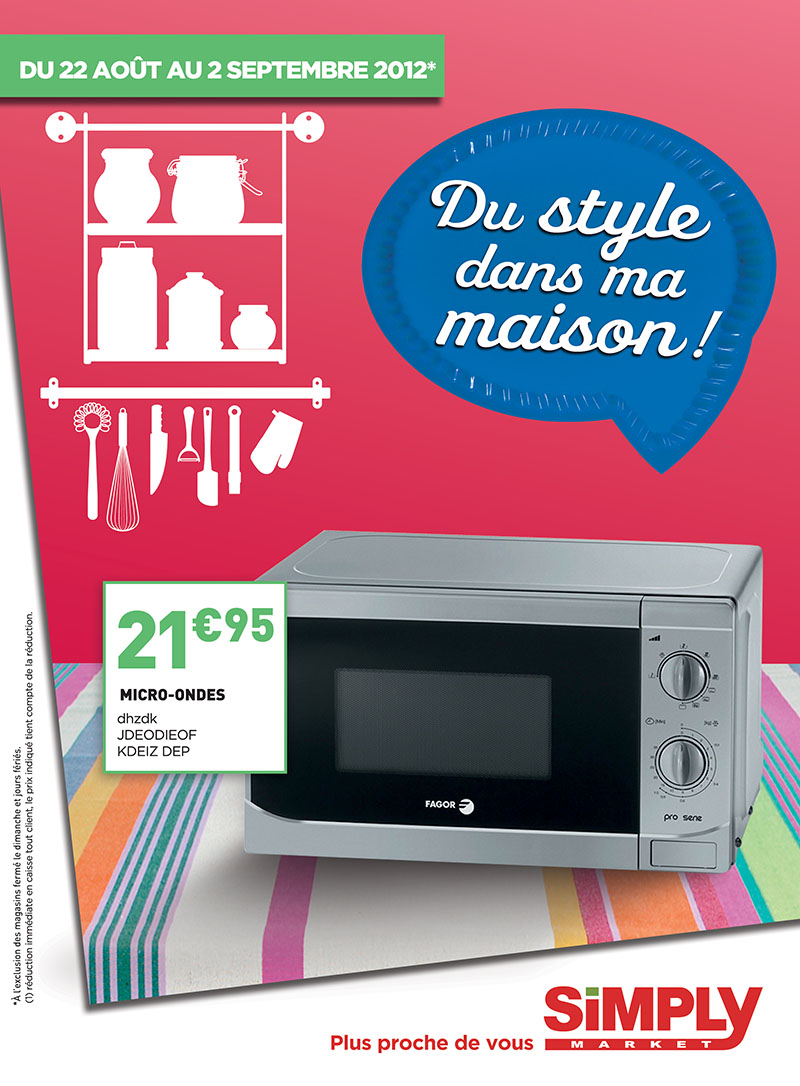 DU 22 AOÛT AU 2 SEPTEMBRE 2012*
Du style
dans ma
maison !
21€95
MICRO-ONDES
dhzdk
JDEODIEOF
KDEIZ DEP
FAGOR
pro serie
*À l'exclusion des magasins fermé le dimanche et jours fériés.
(1) réduction immédiate en caisse tout client, le prix indiqué tient compte de la réduction.
Plus proche de vous
SiMPLY
MARKET